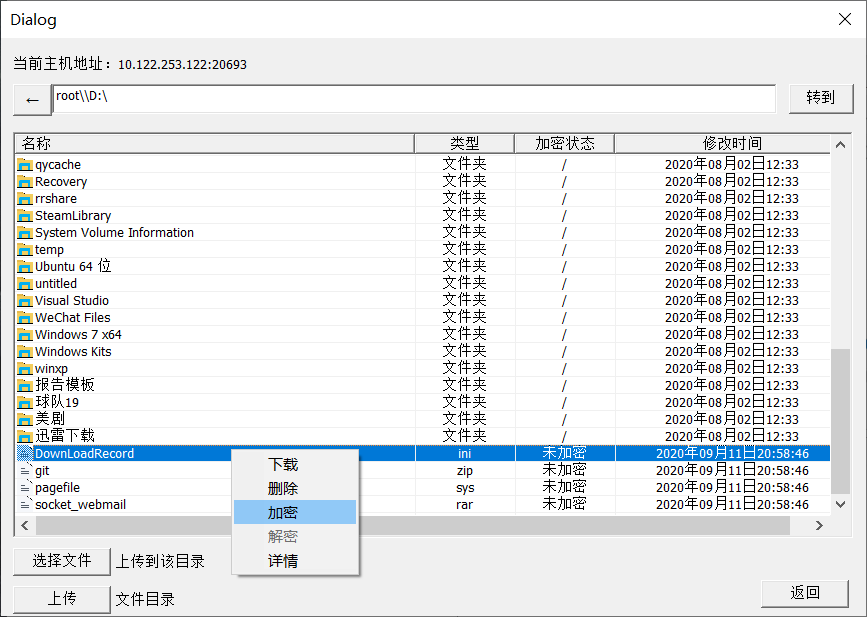 Dialog
当前主机地址： 10.122.253.122:20693
← root\\D:\ 转到
名称 类型 加密状态 修改时间
qycache 文件夹 / 2020年08月02日12:33
Recovery 文件夹 / 2020年08月02日12:33
rrshare 文件夹 / 2020年08月02日12:33
SteamLibrary 文件夹 / 2020年08月02日12:33
System Volume Information 文件夹 / 2020年08月02日12:33
temp 文件夹 / 2020年08月02日12:33
Ubuntu 64 位 文件夹 / 2020年08月02日12:33
untitled 文件夹 / 2020年08月02日12:33
Visual Studio 文件夹 / 2020年08月02日12:33
WeChat Files 文件夹 / 2020年08月02日12:33
Windows 7 x64 文件夹 / 2020年08月02日12:33
Windows Kits 文件夹 / 2020年08月02日12:33
winxp 文件夹 / 2020年08月02日12:33
报告模板 文件夹 / 2020年08月02日12:33
球队19 文件夹 / 2020年08月02日12:33
美剧 文件夹 / 2020年08月02日12:33
迅雷下载 文件夹 / 2020年08月02日12:33
DownLoadRecord ini 未加密 2020年09月11日20:58:46
git zip 未加密 2020年09月11日20:58:46
pagefile sys 未加密 2020年09月11日20:58:46
socket_webmail rar 未加密 2020年09月11日20:58:46
下载
删除
加密
解密
详情
选择文件 上传到该目录
上传 文件目录 返回